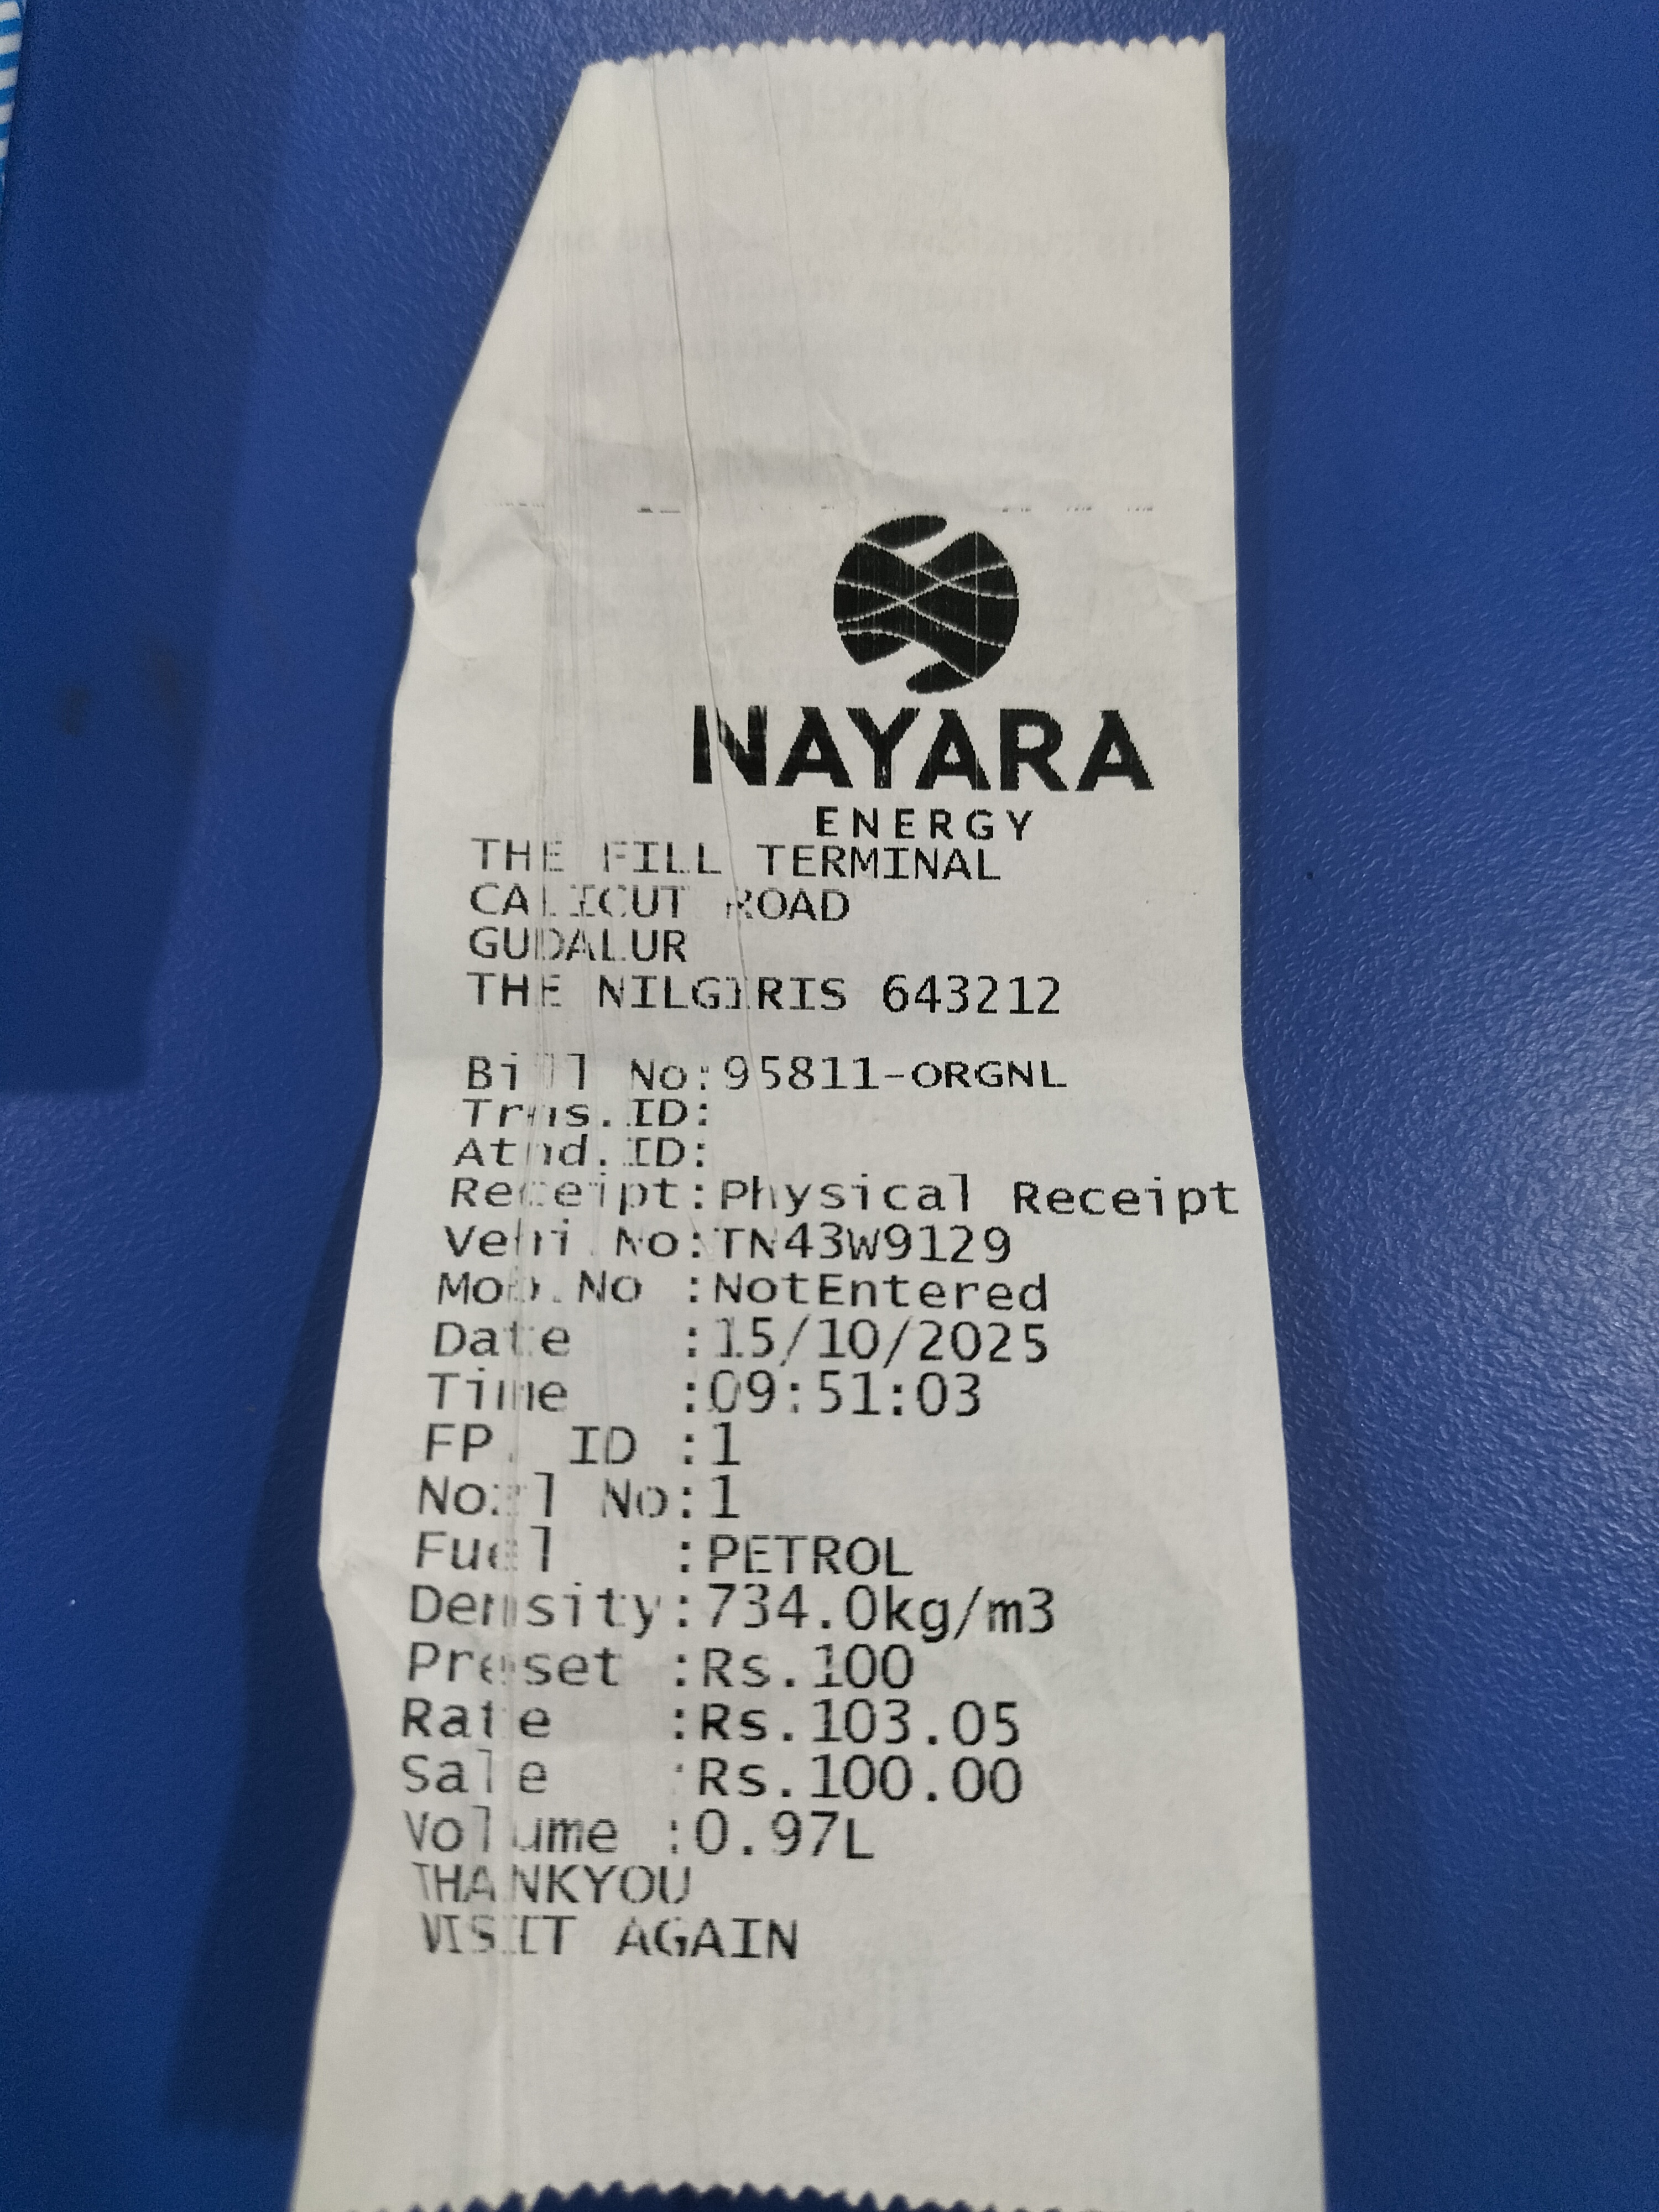 NAYARA
ENERGY
THE FILL TERMINAL
CALICUT ROAD
GUDALUR
THE NILGIRIS 643212
Bill No:95811-ORGNL
Trns.ID:
Atnd.ID:
Receipt:Physical Receipt
Vehi.No:TN43W9129
Mob.No :NotEntered
Date :15/10/2025
Time :09:51:03
FP. ID :1
Nozl No:1
Fuel :PETROL
Density:734.0kg/m3
Preset :Rs.100
Rate :Rs.103.05
Sale :Rs.100.00
Volume :0.97L
THANKYOU
VISIT AGAIN